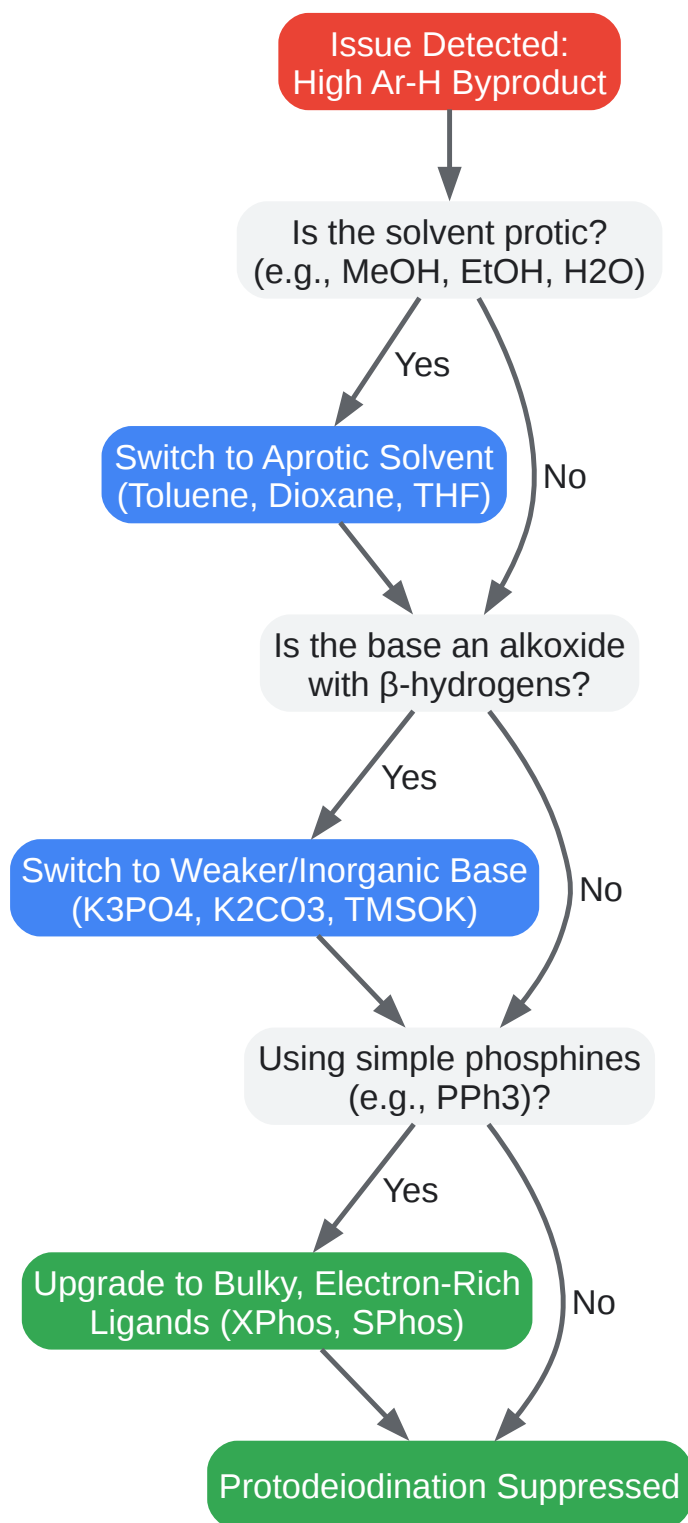 Issue Detected:
High Ar-H Byproduct
Is the solvent protic?
(e.g., MeOH, EtOH, H2O)
Yes
Switch to Aprotic Solvent
(Toluene, Dioxane, THF)
No
Is the base an alkoxide
with β-hydrogens?
Yes
Switch to Weaker/Inorganic Base
(K3PO4, K2CO3, TMSOK)
No
Using simple phosphines
(e.g., PPh3)?
Yes
Upgrade to Bulky, Electron-Rich
Ligands (XPhos, SPhos)
No
Protodeiodination Suppressed